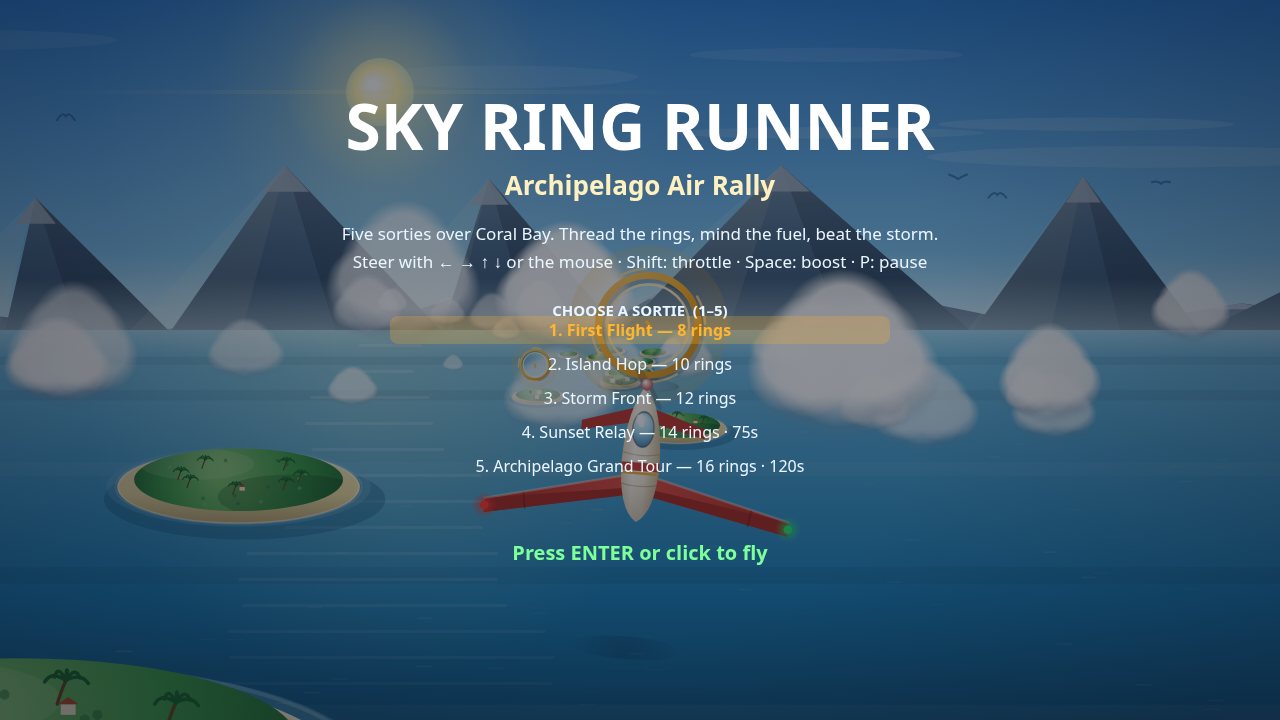 SKY RING RUNNER
Archipelago Air Rally
Five sorties over Coral Bay. Thread the rings, mind the fuel, beat the storm.
Steer with ← → ↑ ↓ or the mouse · Shift: throttle · Space: boost · P: pause
CHOOSE A SORTIE (1–5)
1. First Flight — 8 rings
2. Island Hop — 10 rings
3. Storm Front — 12 rings
4. Sunset Relay — 14 rings · 75s
5. Archipelago Grand Tour — 16 rings · 120s
Press ENTER or click to fly